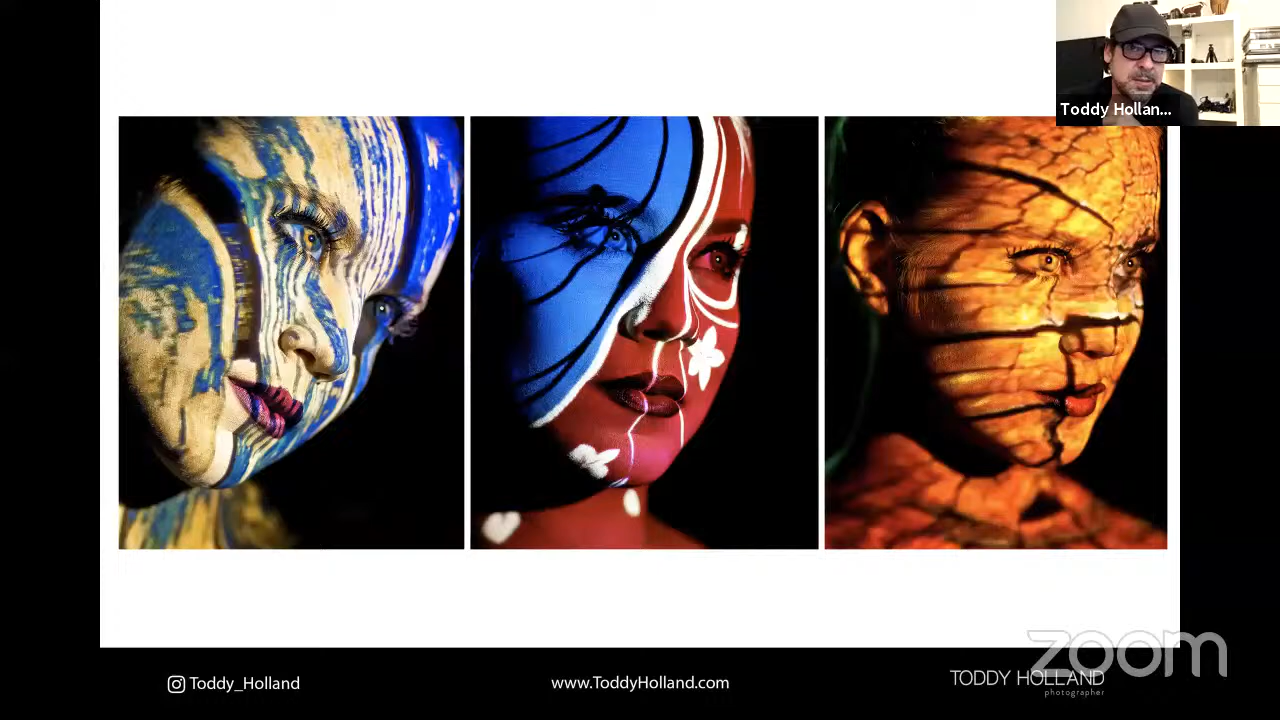 Toddy Hollan...
Toddy_Holland
www.ToddyHolland.com
TODDY HOLLAND
photographer
zoom